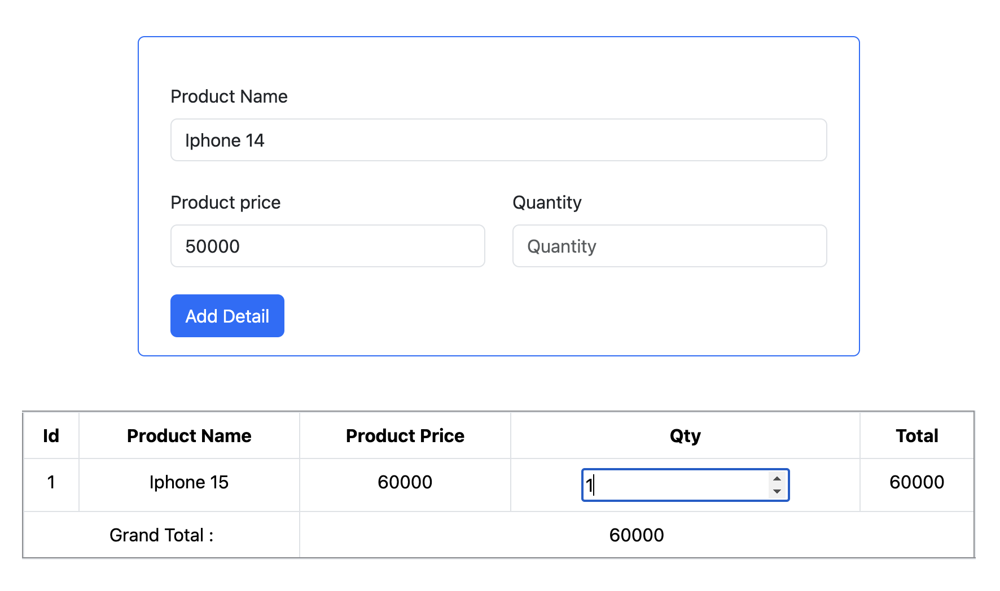 Product Name
Iphone 14
Product price Quantity
50000 Quantity
Add Detail
Id Product Name Product Price Qty Total
1 Iphone 15 60000 1 60000
Grand Total : 60000